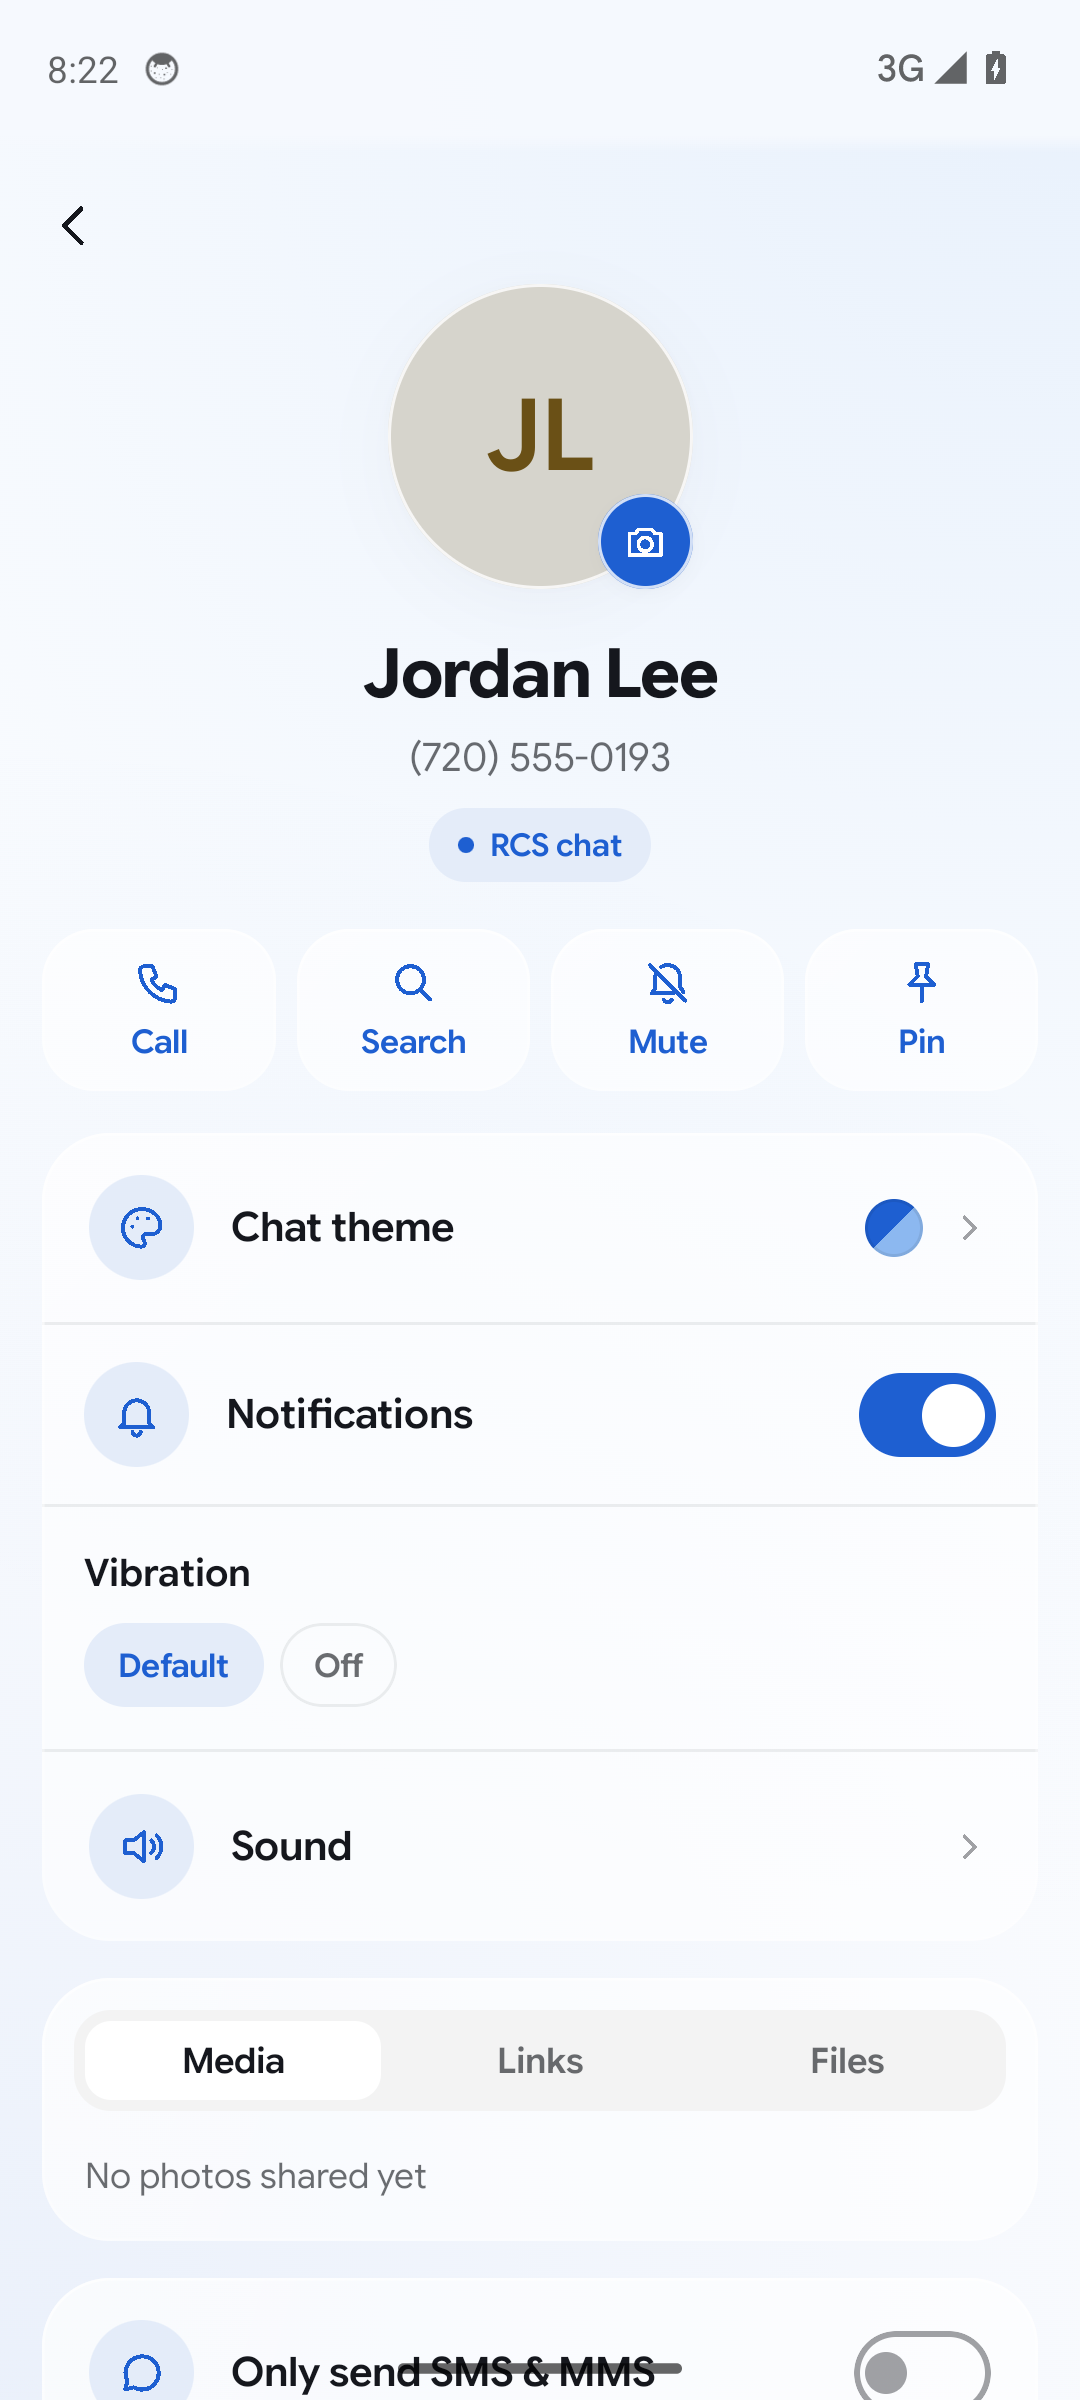 8:22
3G
JL
Jordan Lee
(720) 555-0193
RCS chat
Call
Search
Mute
Pin
Chat theme
Notifications
Vibration
Default
Off
Sound
Media
Links
Files
No photos shared yet
Only send SMS & MMS